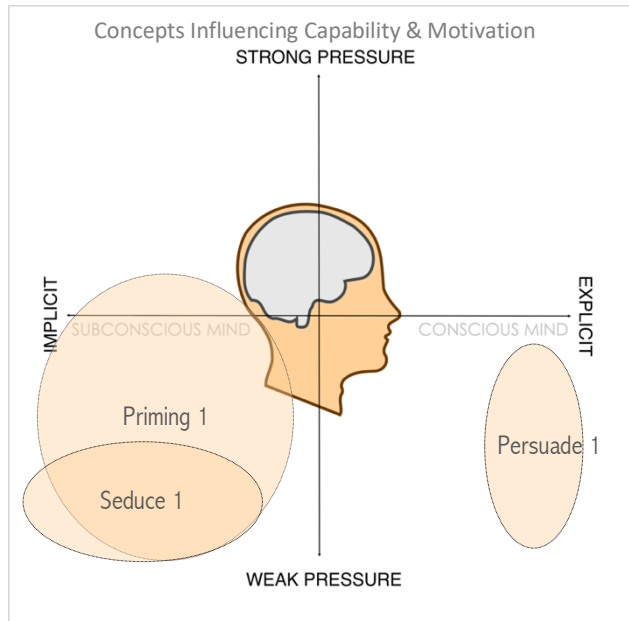 Concepts Influencing Capability & Motivation
STRONG PRESSURE
IMPLICIT
SUBCONSCIOUS MIND
CONSCIOUS MIND
EXPLICIT
Priming 1
Persuade 1
Seduce 1
WEAK PRESSURE